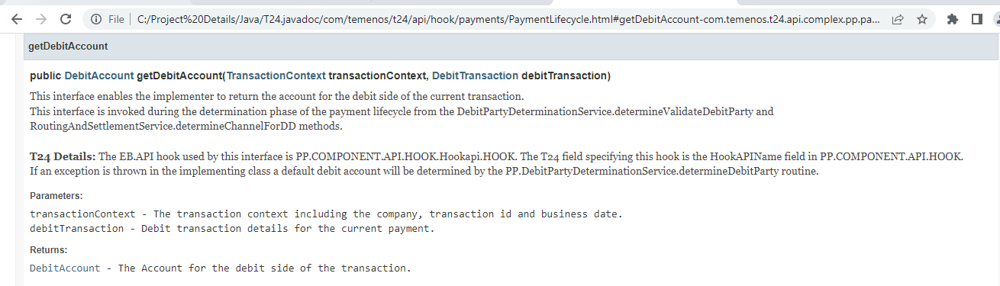 File | C:/Project%20Details/Java/T24.javadoc/com/temenos/t24/api/hook/payments/PaymentLifecycle.html#getDebitAccount-com.temenos.t24.api.complex.pp.pa...
getDebitAccount
public DebitAccount getDebitAccount(TransactionContext transactionContext, DebitTransaction debitTransaction)
This interface enables the implementer to return the account for the debit side of the current transaction.
This interface is invoked during the determination phase of the payment lifecycle from the DebitPartyDeterminationService.determineValidateDebitParty and
RoutingAndSettlementService.determineChannelForDD methods.
T24 Details: The EB.API hook used by this interface is PP.COMPONENT.API.HOOK.Hookapi.HOOK. The T24 field specifying this hook is the HookAPIName field in PP.COMPONENT.API.HOOK.
If an exception is thrown in the implementing class a default debit account will be determined by the PP.DebitPartyDeterminationService.determineDebitParty routine.
Parameters:
transactionContext - The transaction context including the company, transaction id and business date.
debitTransaction - Debit transaction details for the current payment.
Returns:
DebitAccount - The Account for the debit side of the transaction.